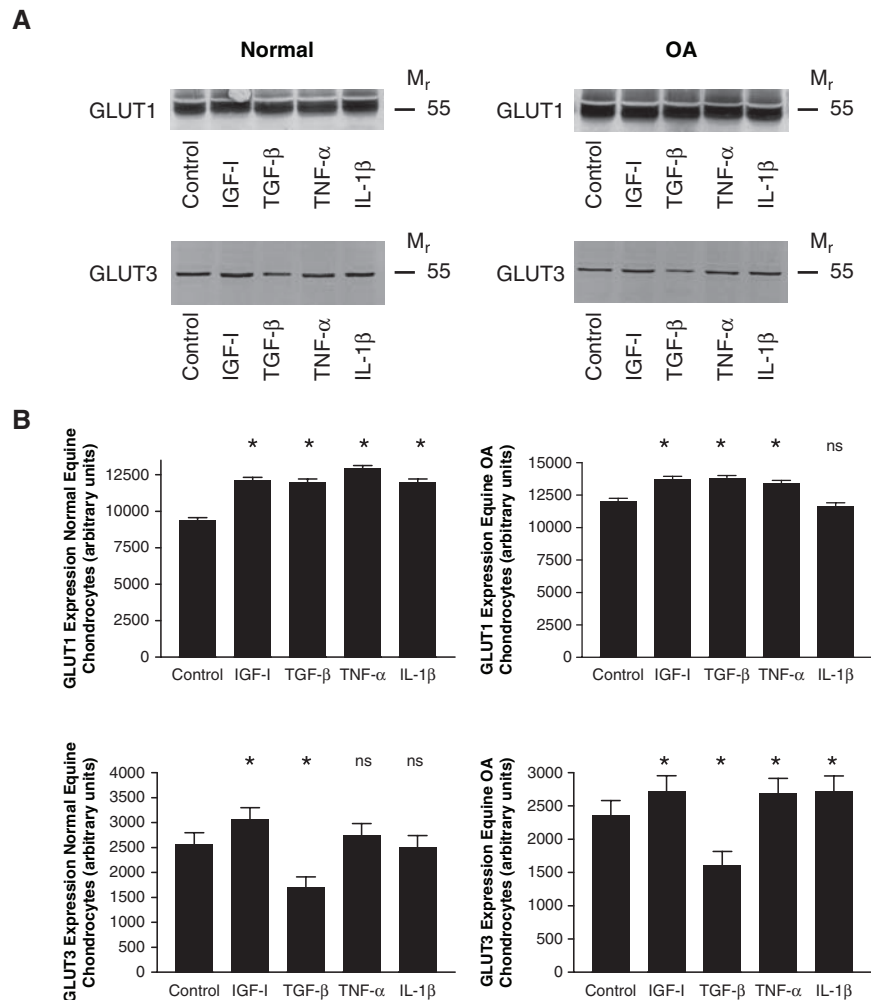 A
Normal
OA
GLUT1
M_r
55
Control
IGF-I
TGF-β
TNF-α
IL-1β
GLUT1
M_r
55
Control
IGF-I
TGF-β
TNF-α
IL-1β
GLUT3
M_r
55
Control
IGF-I
TGF-β
TNF-α
IL-1β
GLUT3
M_r
55
Control
IGF-I
TGF-β
TNF-α
IL-1β
B
GLUT1 Expression Normal Equine
Chondrocytes (arbitrary units)
12500
10000
7500
5000
2500
0
* * * *
Control IGF-I TGF-β TNF-α IL-1β
GLUT1 Expression Equine OA
Chondrocytes (arbitrary units)
15000
12500
10000
7500
5000
2500
0
* * * ns
Control IGF-I TGF-β TNF-α IL-1β
GLUT3 Expression Normal Equine
Chondrocytes (arbitrary units)
4000
3500
3000
2500
2000
1500
1000
500
0
* * ns ns
Control IGF-I TGF-β TNF-α IL-1β
GLUT3 Expression Equine OA
Chondrocytes (arbitrary units)
3000
2500
2000
1500
1000
500
0
* * * *
Control IGF-I TGF-β TNF-α IL-1β